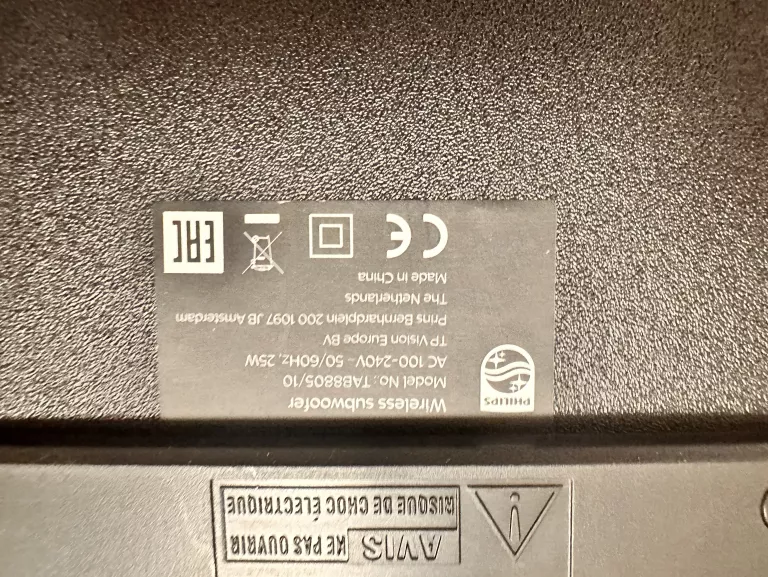 PHILIPS
Wireless subwoofer
Model No.: TAB8805/10
AC 100-240V~50/60Hz, 25W
TP Vision Europe BV
Prins Bernhardplein 200 1097 JB Amsterdam
The Netherlands
Made in China
CE
EAC
AVIS
NE PAS OUVRIR
RISQUE DE CHOC ÉLECTRIQUE